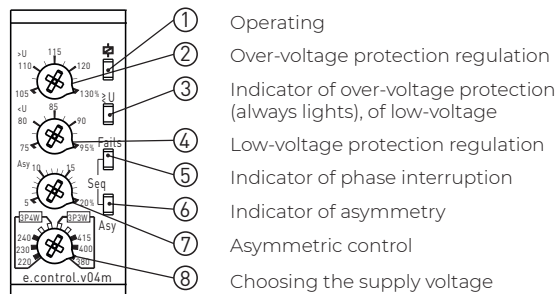 1 Operating
2 Over-voltage protection regulation
3 Indicator of over-voltage protection
(always lights), of low-voltage
4 Low-voltage protection regulation
5 Indicator of phase interruption
6 Indicator of asymmetry
7 Asymmetric control
8 Choosing the supply voltage
>U 115
110 120
105 130% ≥U
<U 85
80 90
75 95% Fails
Asy 10 15
Seq
5 20%
Asy
3P4W 3P3W
240 415
230 400
220 380
e.control.v04m